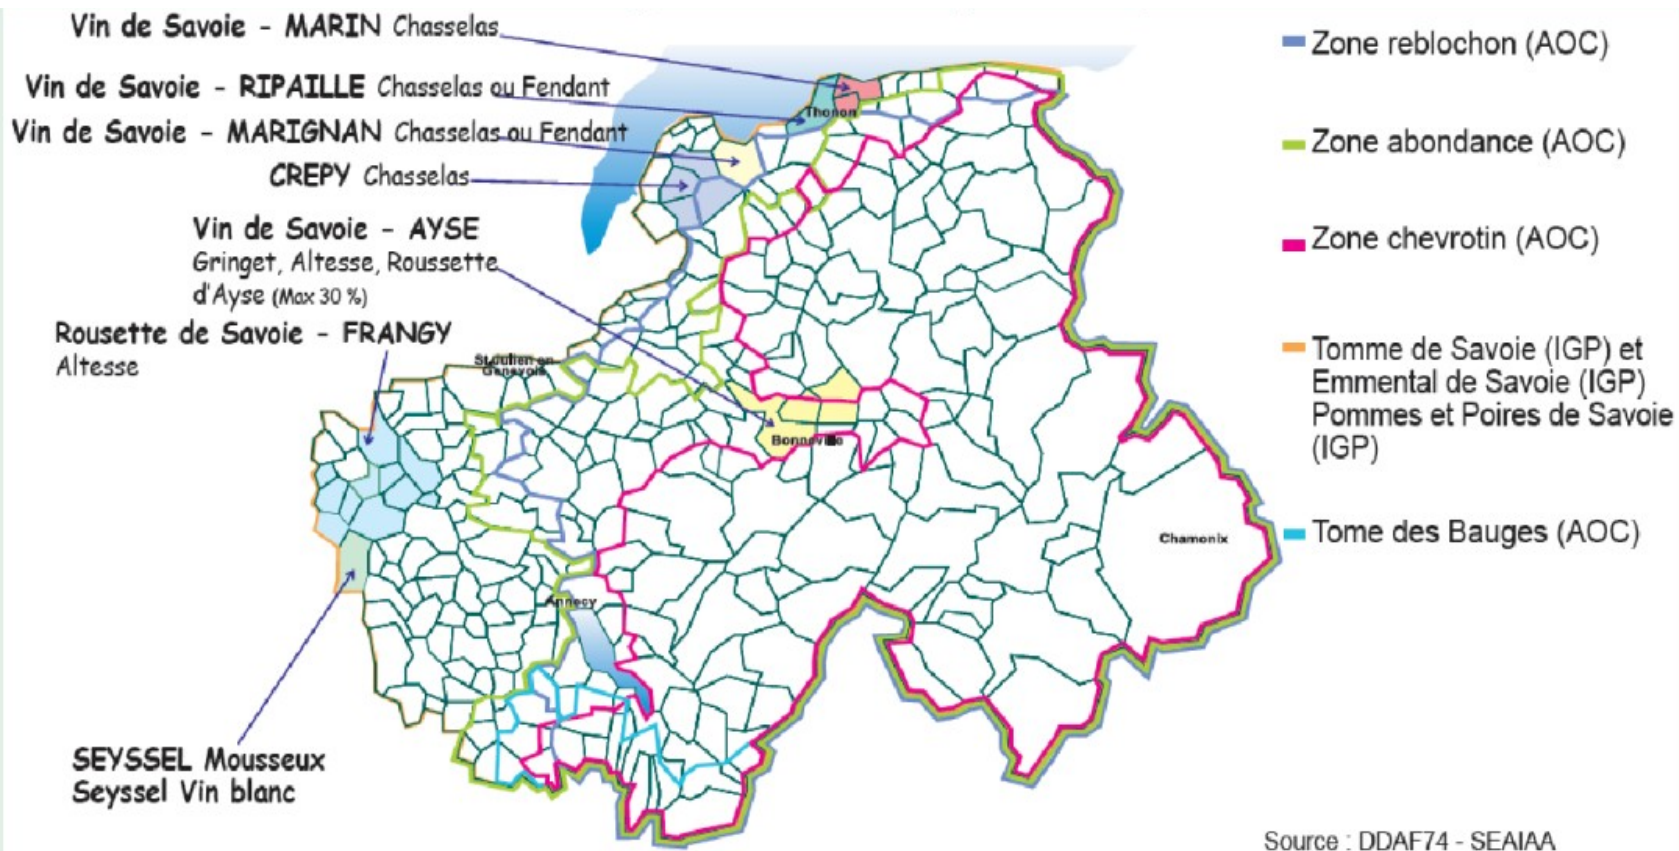 Vin de Savoie - MARIN Chasselas
Vin de Savoie - RIPAILLE Chasselas ou Fendant
Vin de Savoie - MARIGNAN Chasselas ou Fendant
CREPY Chasselas
Vin de Savoie - AYSE
Gringet, Altesse, Roussette
d'Ayse (Max 30 %)
Rousette de Savoie - FRANGY
Altesse
SEYSSEL Mousseux
Seyssel Vin blanc
Thonon
St Julien en
Genevois
Bonneville
Chamonix
Annecy
Zone reblochon (AOC)
Zone abondance (AOC)
Zone chevrotin (AOC)
Tomme de Savoie (IGP) et
Emmental de Savoie (IGP)
Pommes et Poires de Savoie
(IGP)
Tome des Bauges (AOC)
Source : DDAF74 - SEAIAA